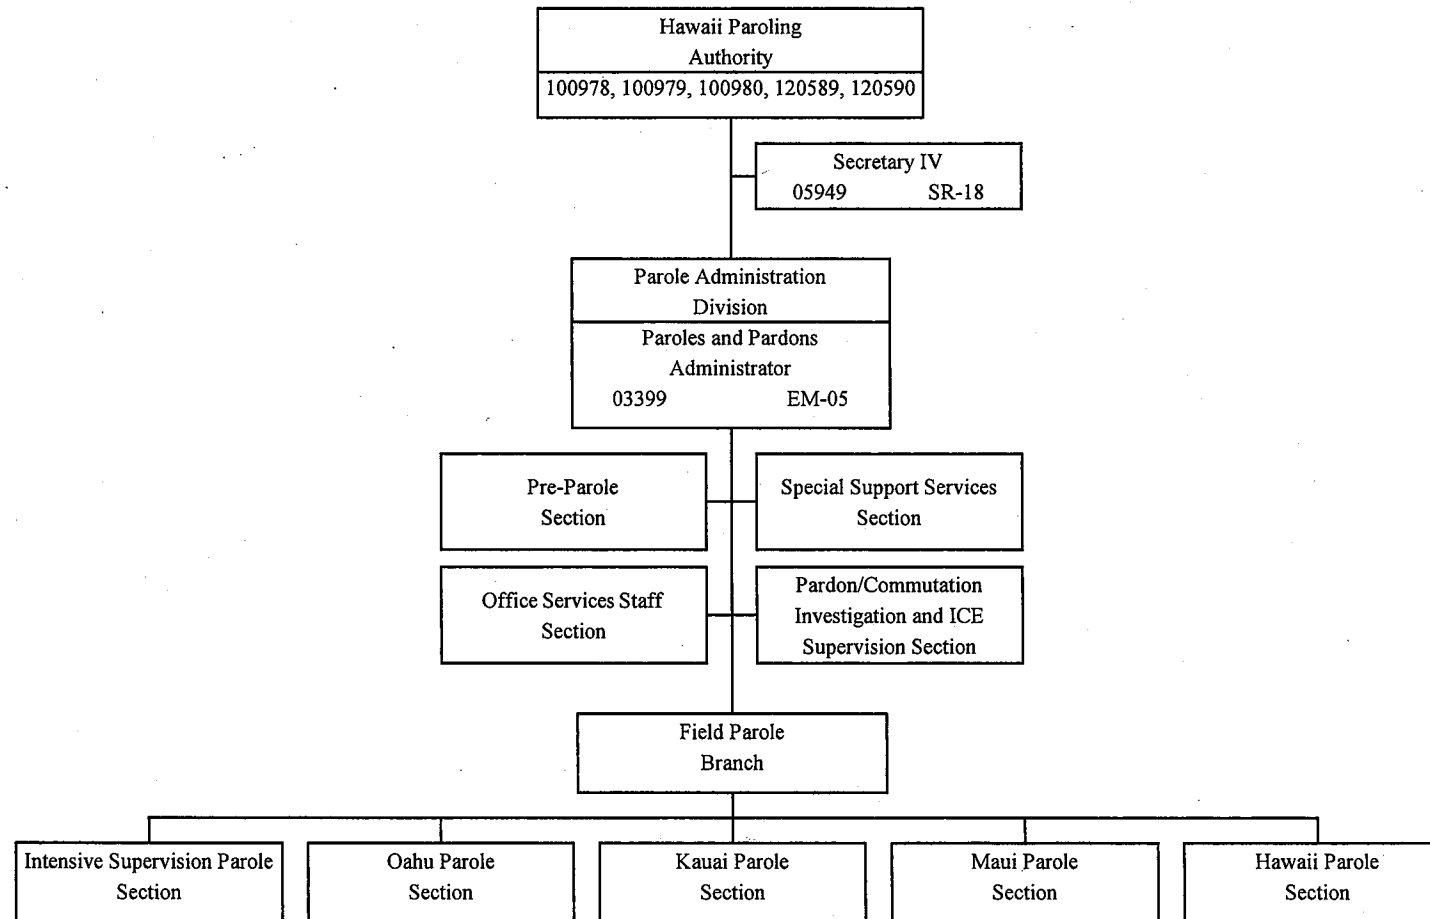 Hawaii Paroling
Authority
100978, 100979, 100980, 120589, 120590
Secretary IV
05949 SR-18
Parole Administration
Division
Paroles and Pardons
Administrator
03399 EM-05
Pre-Parole
Section
Special Support Services
Section
Office Services Staff
Section
Pardon/Commutation
Investigation and ICE
Supervision Section
Field Parole
Branch
Intensive Supervision Parole
Section
Oahu Parole
Section
Kauai Parole
Section
Maui Parole
Section
Hawaii Parole
Section